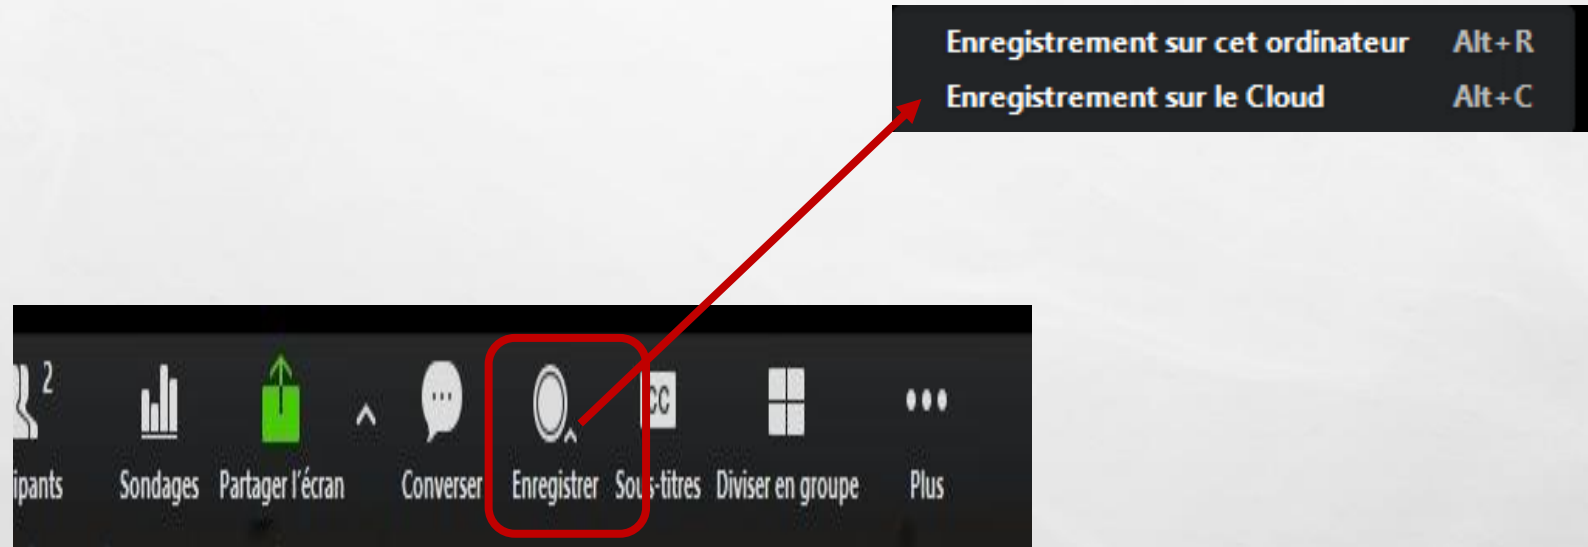 Enregistrement sur cet ordinateur Alt+R
Enregistrement sur le Cloud Alt+C
2
ipants Sondages Partager l'écran Converser Enregistrer Sous-titres Diviser en groupe Plus
CC